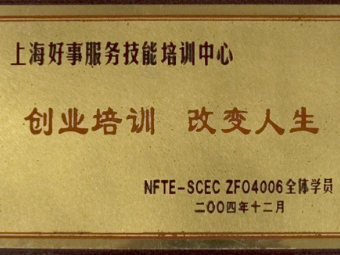 上海好事服务技能培训中心
创业培训 改变人生
NFTE-SCEC ZF04006全体学员
二〇〇四年十二月